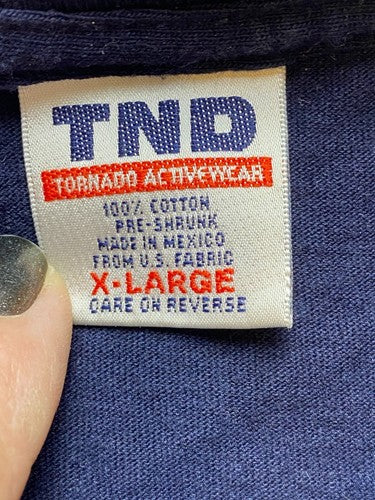 TND
TORNADO ACTIVEWEAR
100% COTTON
PRE-SHRUNK
MADE IN MEXICO
FROM U.S. FABRIC
X-LARGE
CARE ON REVERSE